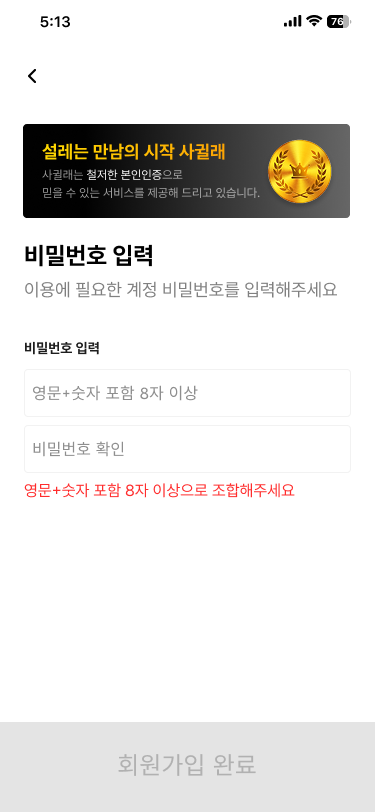 5:13
76
설레는 만남의 시작 사귈래
사귈래는 철저한 본인인증으로
믿을 수 있는 서비스를 제공해 드리고 있습니다.
비밀번호 입력
이용에 필요한 계정 비밀번호를 입력해주세요
비밀번호 입력
영문+숫자 포함 8자 이상
비밀번호 확인
영문+숫자 포함 8자 이상으로 조합해주세요
회원가입 완료